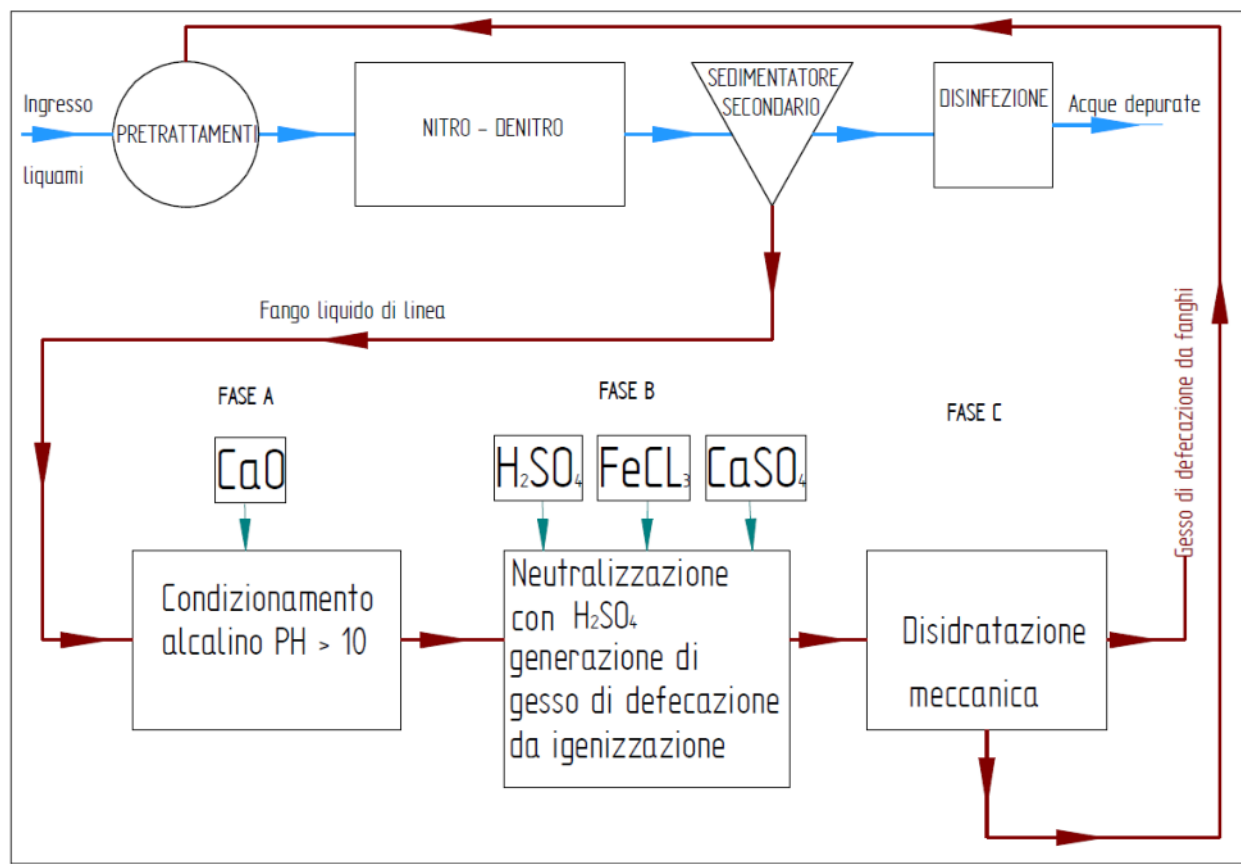 Ingresso
liquami
PRETRATTAMENTI
NITRO - DENITRO
SEDIMENTATORE
SECONDARIO
DISINFEZIONE
Acque depurate
Fango liquido di linea
FASE A
FASE B
FASE C
CaO
H₂SO₄
FeCL₃
CaSO₄
Condizionamento
alcalino PH > 10
Neutralizzazione
con H₂SO₄
generazione di
gesso di defecazione
da igenizzazione
Disidratazione
meccanica
Gesso di defecazione da fanghi